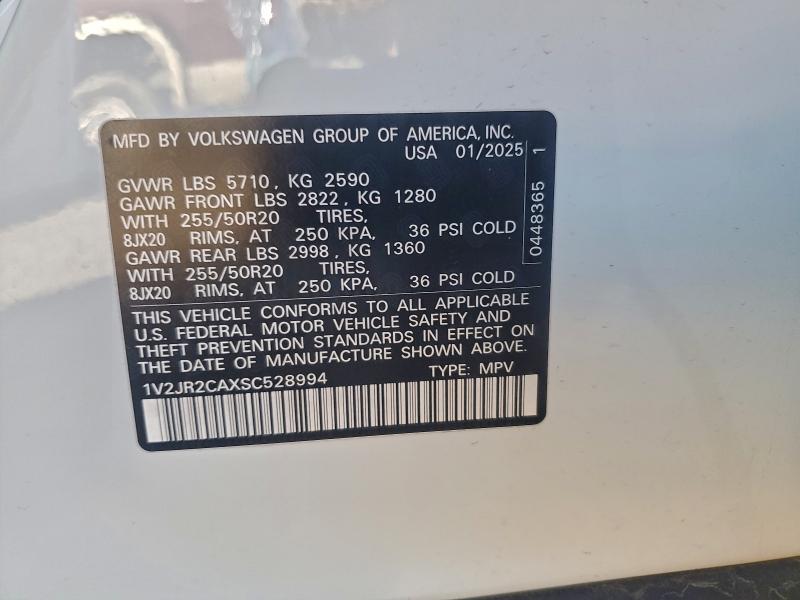 MFD BY VOLKSWAGEN GROUP OF AMERICA, INC.
USA 01/2025
GVWR LBS 5710, KG 2590
GAWR FRONT LBS 2822, KG 1280
WITH 255/50R20 TIRES,
8JX20 RIMS, AT 250 KPA, 36 PSI COLD
GAWR REAR LBS 2998, KG 1360
WITH 255/50R20 TIRES,
8JX20 RIMS, AT 250 KPA, 36 PSI COLD
THIS VEHICLE CONFORMS TO ALL APPLICABLE
U.S. FEDERAL MOTOR VEHICLE SAFETY AND
THEFT PREVENTION STANDARDS IN EFFECT ON
THE DATE OF MANUFACTURE SHOWN ABOVE.
1V2JR2CAXSC528994 TYPE: MPV
0448365 1